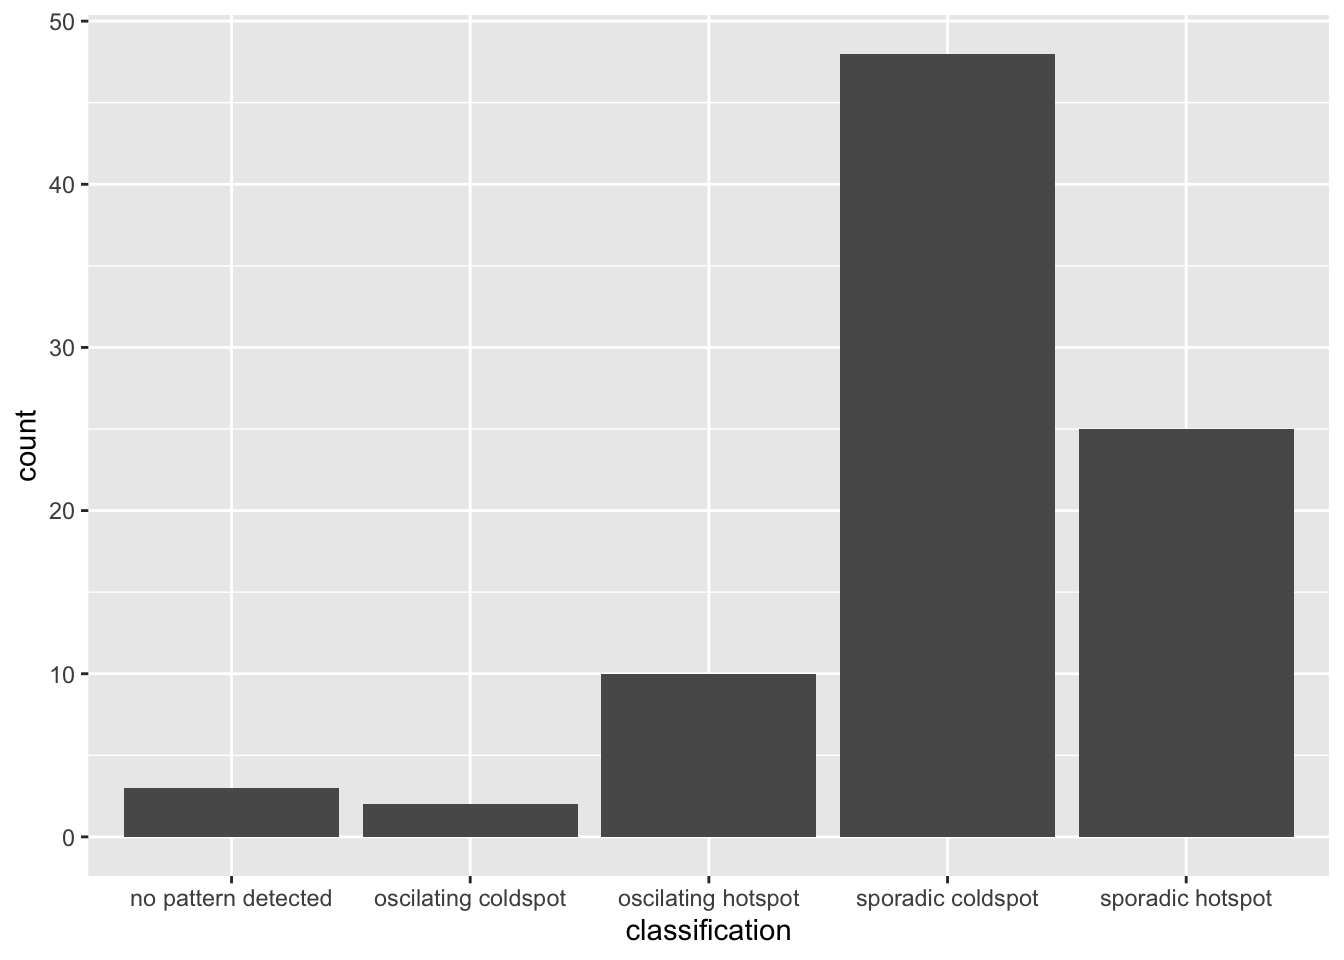 50
40
30
20
10
0
count
no pattern detected
oscilating coldspot
oscilating hotspot
sporadic coldspot
sporadic hotspot
classification